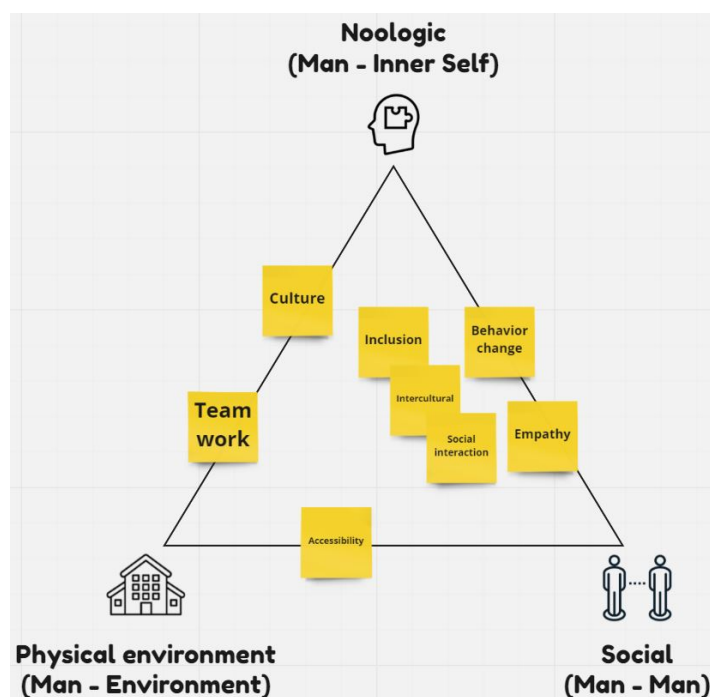 Noologic
(Man - Inner Self)
Culture
Inclusion
Behavior
change
Intercultural
Team
work
Social
interaction
Empathy
Accessibility
Physical environment
(Man - Environment)
Social
(Man - Man)